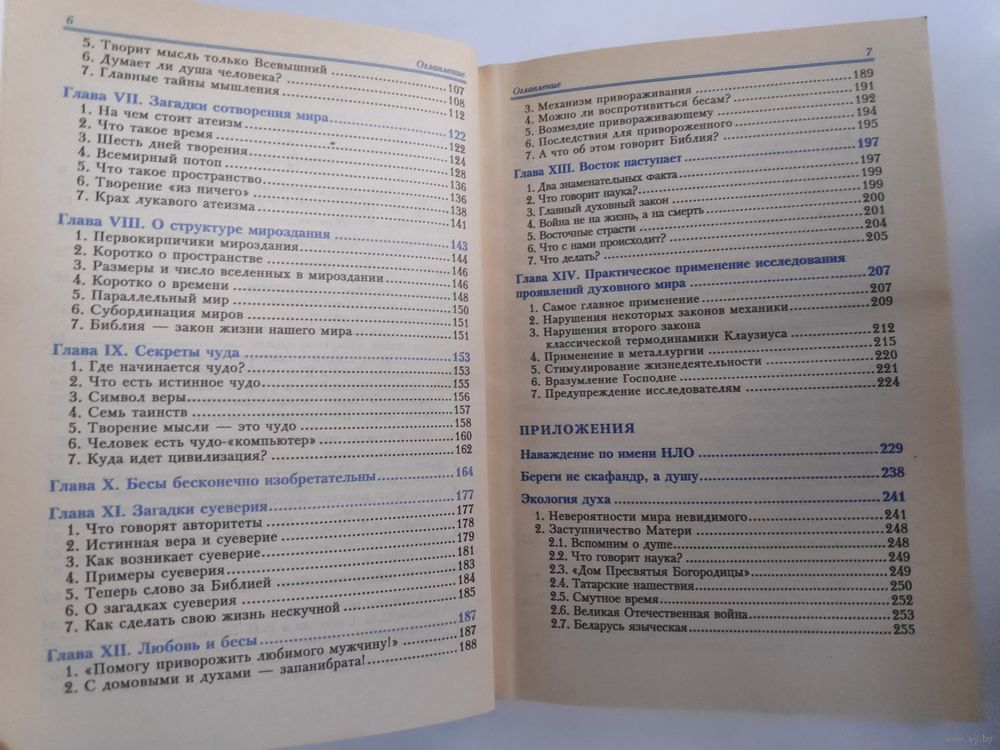 6
Оглавление
5. Творит мысль только Всевышний ... 107
6. Думает ли душа человека? ... 108
7. Главные тайны мышления ... 112
Глава VII. Загадки сотворения мира ... 122
1. На чем стоит атеизм ... 122
2. Что такое время ... 124
3. Шесть дней творения ... 128
4. Всемирный потоп ... 136
5. Что такое пространство ... 136
6. Творение «из ничего» ... 138
7. Крах лукавого атеизма ... 141
Глава VIII. О структуре мироздания ... 143
1. Первокирпичики мироздания ... 144
2. Коротко о пространстве ... 146
3. Размеры и число вселенных в мироздании ... 146
4. Коротко о времени ... 148
5. Параллельный мир ... 150
6. Субординация миров ... 151
7. Библия — закон жизни нашего мира ... 151
Глава IX. Секреты чуда ... 153
1. Где начинается чудо? ... 153
2. Что есть истинное чудо ... 155
3. Символ веры ... 156
4. Семь таинств ... 157
5. Творение мысли — это чудо ... 158
6. Человек есть чудо-«компьютер» ... 160
7. Куда идет цивилизация? ... 162
Глава X. Бесы бесконечно изобретательны ... 164
Глава XI. Загадки суеверия ... 177
1. Что говорят авторитеты ... 177
2. Истинная вера и суеверие ... 178
3. Как возникает суеверие ... 179
4. Примеры суеверия ... 181
5. Теперь слово за Библией ... 183
6. О загадках суеверия ... 184
7. Как сделать свою жизнь нескучной ... 185
Глава XII. Любовь и бесы ... 187
1. «Помогу приворожить любимого мужчину!» ... 187
2. С домовыми и духами — запанибрата! ... 188
Оглавление
7
3. Механизм привораживания ... 189
4. Можно ли воспротивиться бесам? ... 191
5. Возмездие привораживающему ... 192
6. Последствия для привороженного ... 194
7. А что об этом говорит Библия? ... 195
Глава XIII. Восток наступает ... 197
1. Два знаменательных факта ... 197
2. Что говорит наука? ... 199
3. Главный духовный закон ... 199
4. Война не на жизнь, а на смерть ... 200
5. Восточные страсти ... 201
6. Что с нами происходит? ... 204
7. Что делать? ... 205
Глава XIV. Практическое применение исследования
проявлений духовного мира ... 207
1. Самое главное применение ... 207
2. Нарушения некоторых законов механики ... 209
3. Нарушения второго закона
классической термодинамики Клаузиуса ... 212
4. Применение в металлургии ... 215
5. Стимулирование жизнедеятельности ... 220
6. Вразумление Господне ... 221
7. Предупреждение исследователям ... 224
ПРИЛОЖЕНИЯ
Наваждение по имени НЛО ... 229
Береги не скафандр, а душу ... 238
Экология духа ... 241
1. Невероятности мира невидимого ... 241
2. Заступничество Матери ... 248
2.1. Вспомним о душе ... 248
2.2. Что говорит наука? ... 249
2.3. «Дом Пресвятыя Богородицы» ... 249
2.4. Татарские нашествия ... 250
2.5. Смутное время ... 252
2.6. Великая Отечественная война ... 253
2.7. Беларусь языческая ... 255
www.ay.by